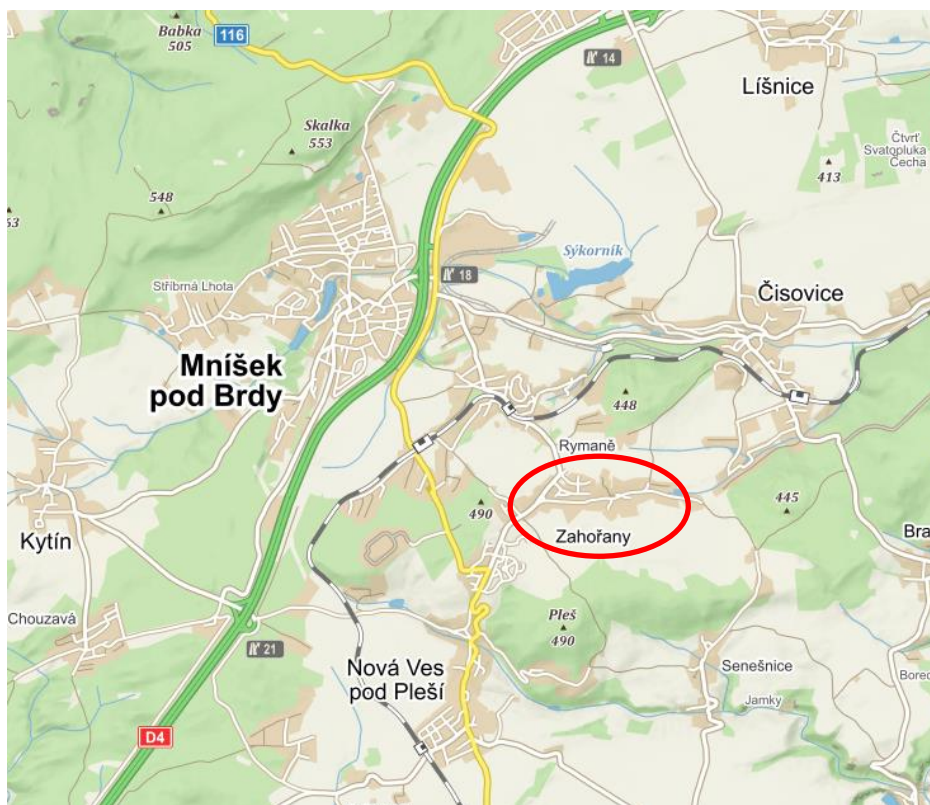 Babka
505
116
14
Líšnice
Skalka
553
Čtvrť
Svatopluka
Čecha
413
548
53
Sýkorník
18
Stříbrná Lhota
Čisovice
Mníšek
pod Brdy
448
Rymaně
490
445
Zahořany
Bra
Kytín
Chouzavá
Pleš
490
21
Nová Ves
pod Pleší
Senešnice
Bored
Jamky
D4